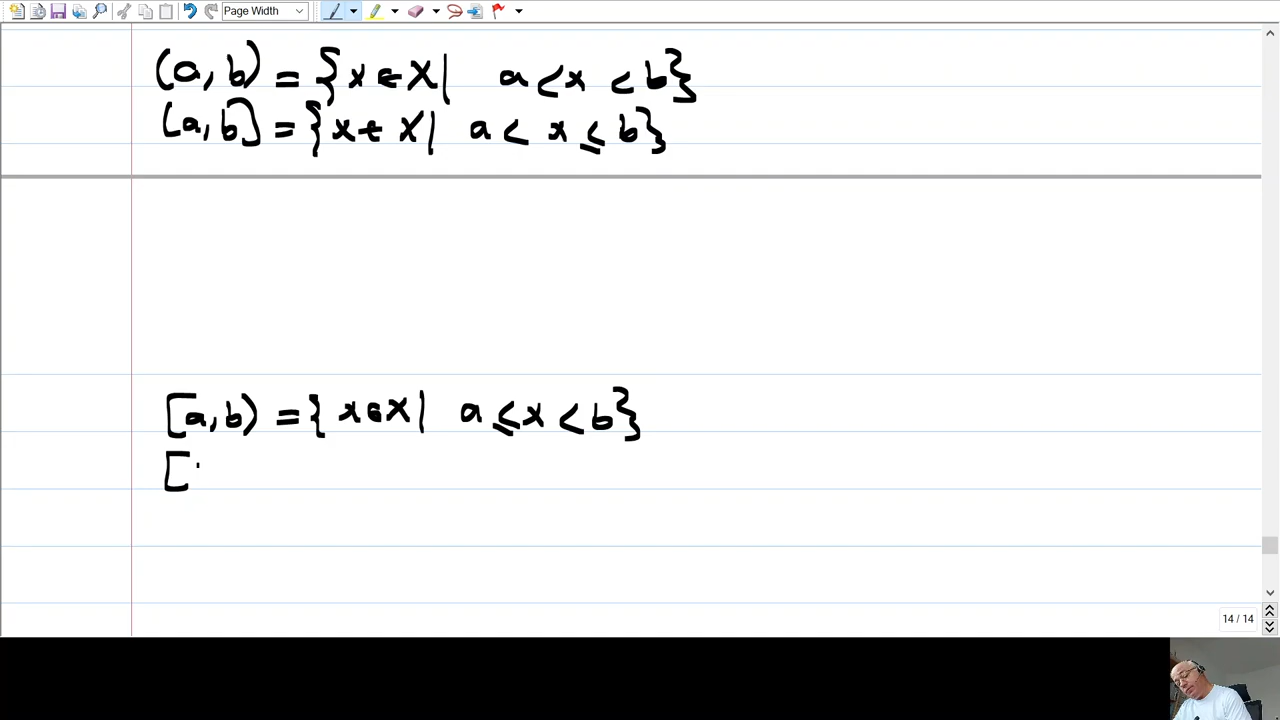 Page Width
(a, b) = {x ∈ X | a < x < b}
(a, b] = {x ∈ X | a < x ≤ b}
[a, b) = {x ∈ X | a ≤ x < b}
[
14 / 14